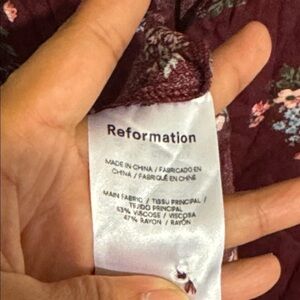 Reformation
MADE IN CHINA / FABRICADO EN
CHINA / FABRIQUÉ EN CHINE
MAIN FABRIC / TISSU PRINCIPAL /
TEJIDO PRINCIPAL
53% VISCOSE / VISCOSA
47% RAYON / RAYÓN